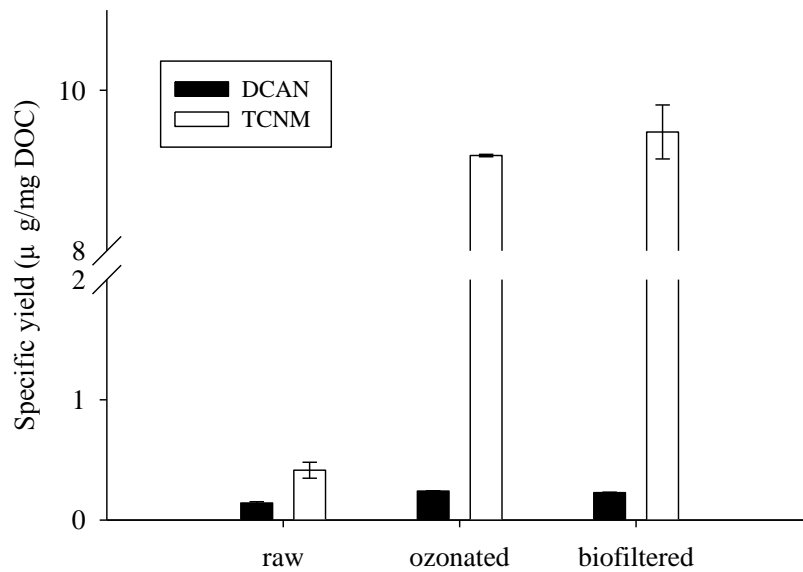 Specific yield (μ g/mg DOC)
10
8
2
1
0
DCAN
TCNM
raw ozonated biofiltered